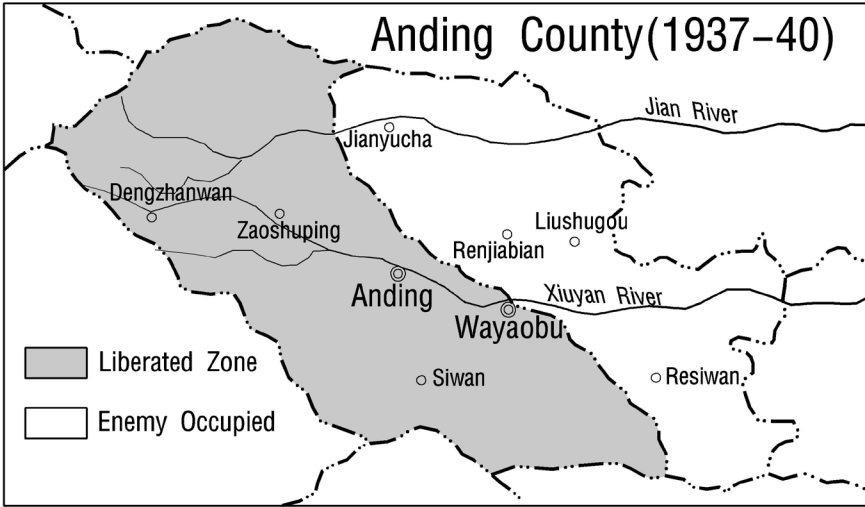 Anding County(1937-40)
Jian River
Jianyucha
Dengzhanwan
Zaoshuping
Liushugou
Renjiabian
Anding
Xiuyan River
Wayaobu
Liberated Zone
Siwan
Resiwan
Enemy Occupied